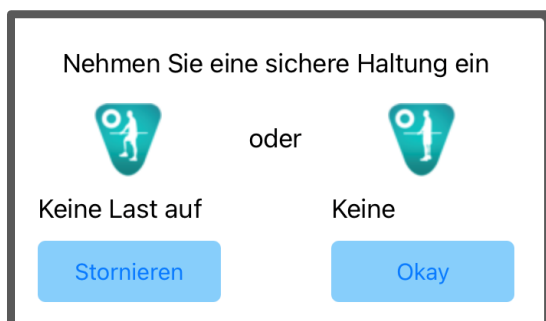 Nehmen Sie eine sichere Haltung ein
oder
Keine Last auf
Keine
Stornieren
Okay